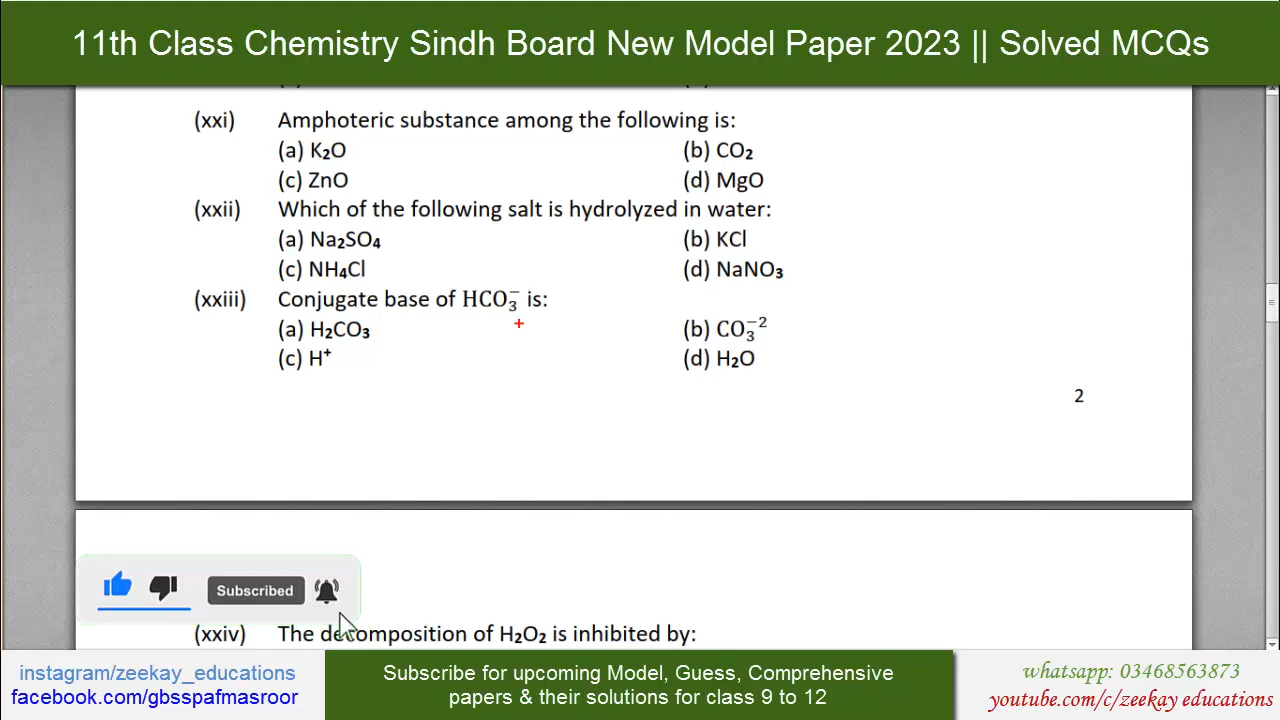 11th Class Chemistry Sindh Board New Model Paper 2023 || Solved MCQs
(xxi) Amphoteric substance among the following is:
(a) K₂O (b) CO₂
(c) ZnO (d) MgO
(xxii) Which of the following salt is hydrolyzed in water:
(a) Na₂SO₄ (b) KCl
(c) NH₄Cl (d) NaNO₃
(xxiii) Conjugate base of HCO₃⁻ is:
(a) H₂CO₃ (b) CO₃⁻²
(c) H⁺ (d) H₂O
2
Subscribed
(xxiv) The decomposition of H₂O₂ is inhibited by:
instagram/zeekay_educations
facebook.com/gbsspafmasroor
Subscribe for upcoming Model, Guess, Comprehensive
papers & their solutions for class 9 to 12
whatsapp: 03468563873
youtube.com/c/zeekay educations